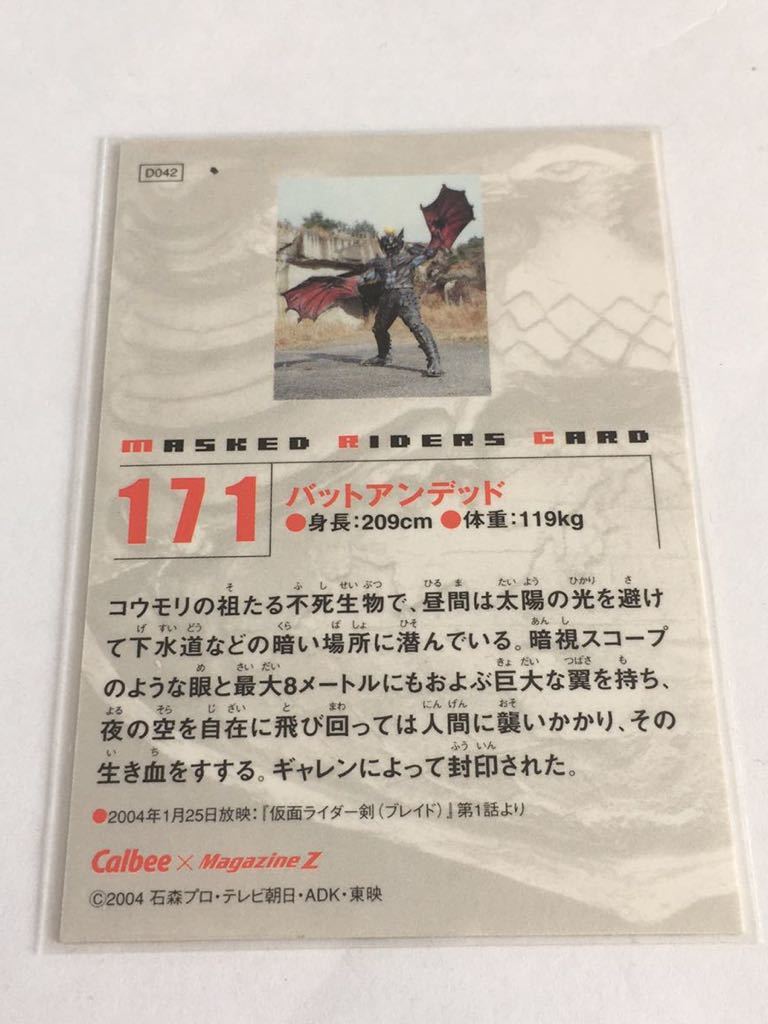 D042
MASKED RIDERS CARD
171
バットアンデッド
●身長:209cm ●体重:119kg
コウモリの祖たる不死生物で、昼間は太陽の光を避け
て下水道などの暗い場所に潜んでいる。暗視スコープ
のような眼と最大8メートルにもおよぶ巨大な翼を持ち、
夜の空を自在に飛び回っては人間に襲いかかり、その
生き血をすする。ギャレンによって封印された。
●2004年1月25日放映:『仮面ライダー剣(ブレイド)』第1話より
Calbee × Magazine Z
©2004 石森プロ・テレビ朝日・ADK・東映